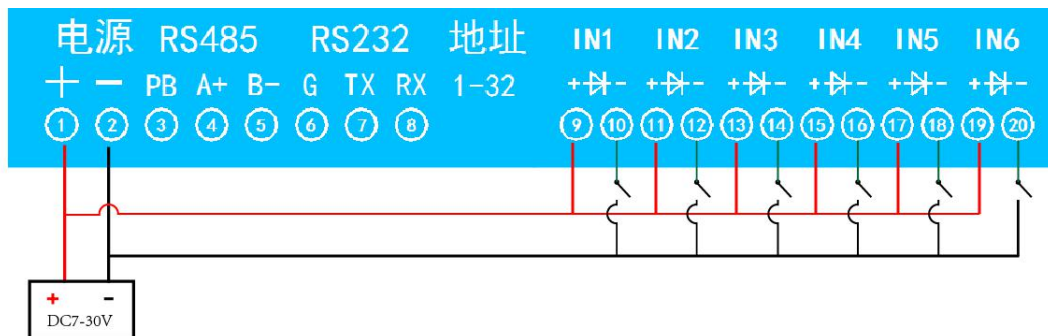 电源 RS485 RS232 地址 IN1 IN2 IN3 IN4 IN5 IN6
+ - PB A+ B- G TX RX 1-32 + - + - + - + - + - + -
① ② ③ ④ ⑤ ⑥ ⑦ ⑧ ⑨ ⑩ ⑪ ⑫ ⑬ ⑭ ⑮ ⑯ ⑰ ⑱ ⑲ ⑳
+ -
DC7-30V